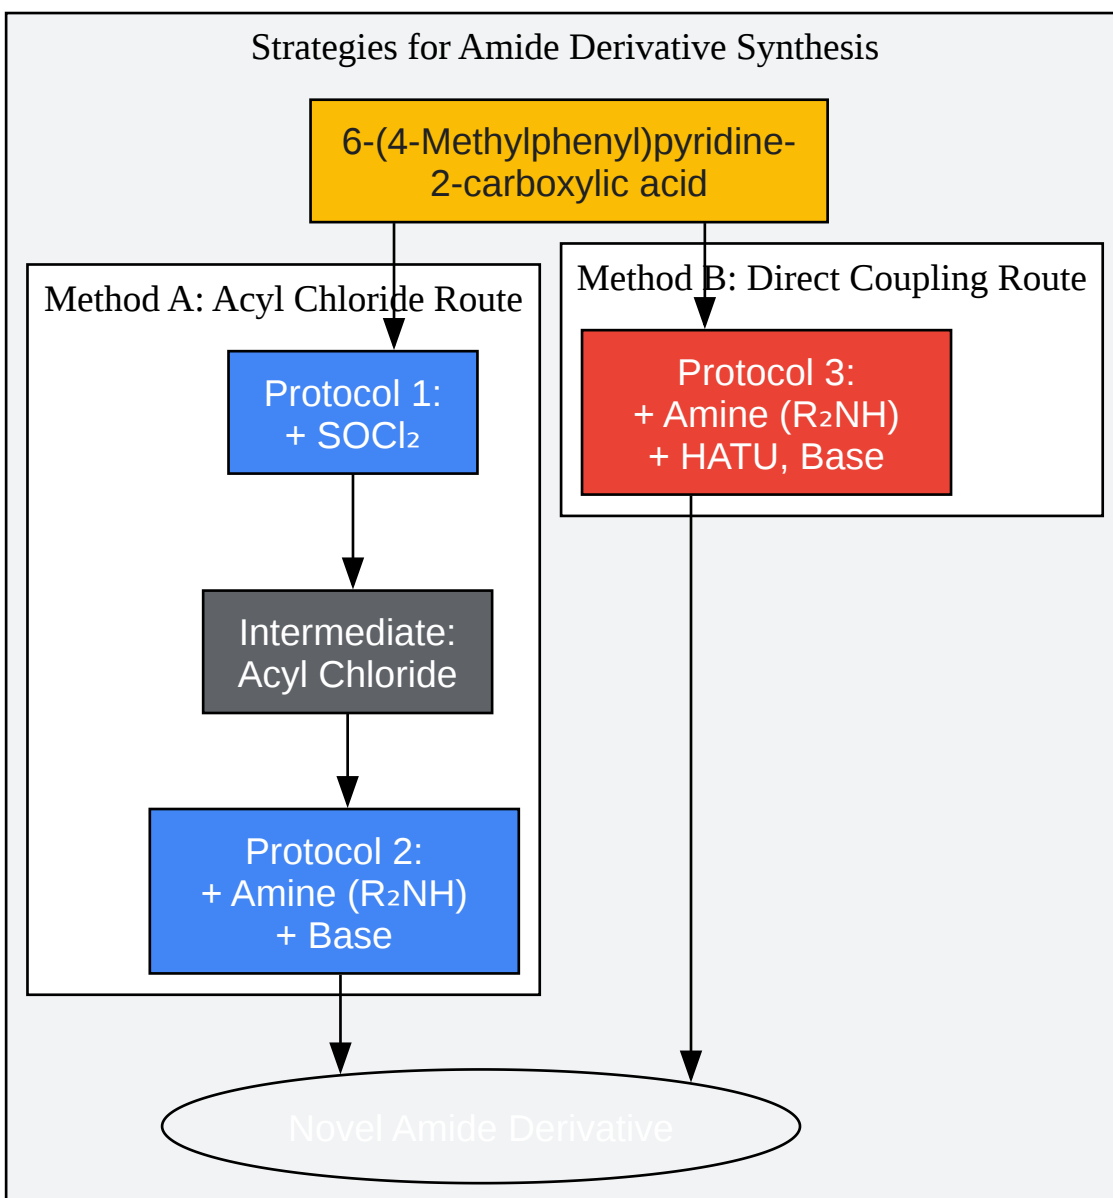 Strategies for Amide Derivative Synthesis
6-(4-Methylphenyl)pyridine-
2-carboxylic acid
Method A: Acyl Chloride Route
Protocol 1:
+ SOCl₂
Intermediate:
Acyl Chloride
Protocol 2:
+ Amine (R₂NH)
+ Base
Method B: Direct Coupling Route
Protocol 3:
+ Amine (R₂NH)
+ HATU, Base
Novel Amide Derivative